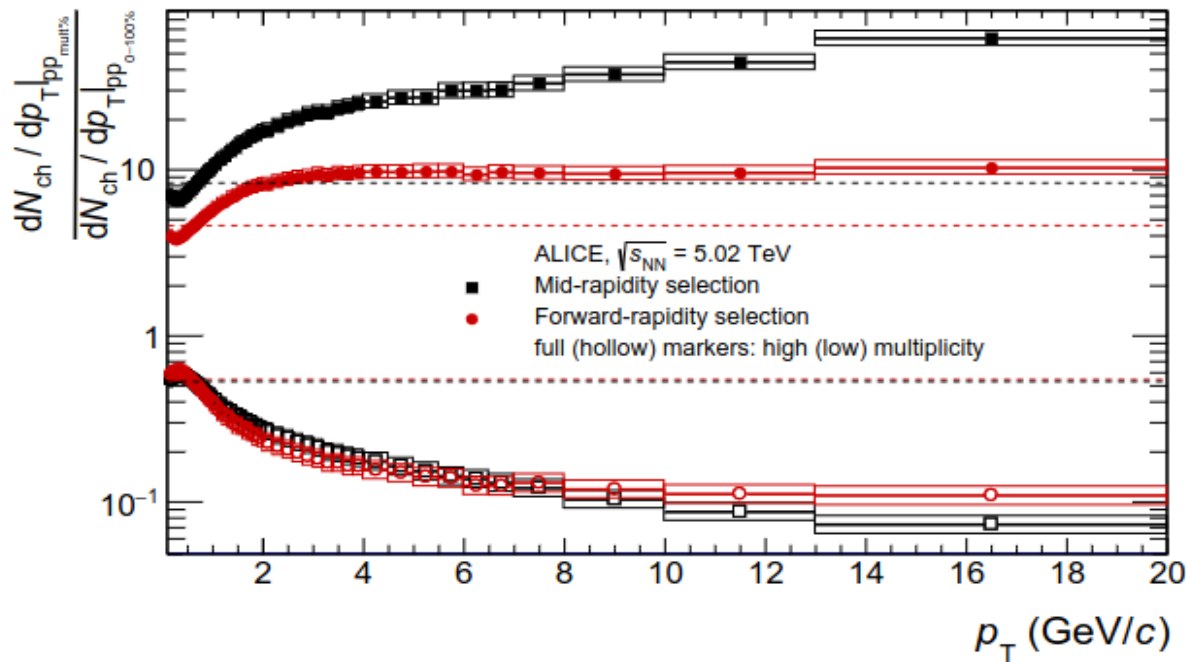 dN_ch / dp_T|pp_mult%
dN_ch / dp_T|pp_0-100%
10
1
10⁻¹
ALICE, √s_NN = 5.02 TeV
Mid-rapidity selection
Forward-rapidity selection
full (hollow) markers: high (low) multiplicity
2 4 6 8 10 12 14 16 18 20
p_T (GeV/c)